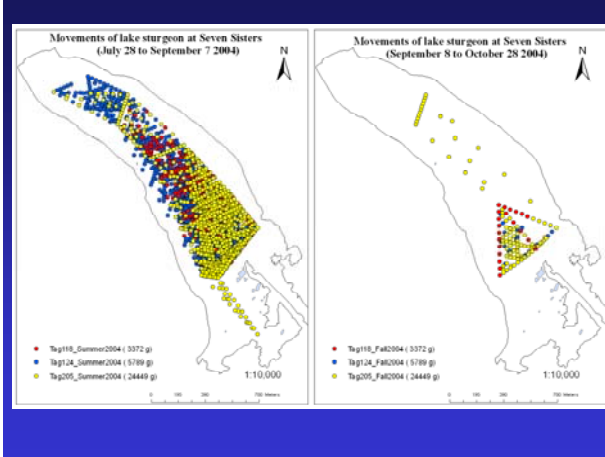 Movements of lake sturgeon at Seven Sisters
(July 28 to September 7 2004)
N
Tag118_Summer2004 ( 3372 g)
Tag124_Summer2004 ( 5789 g)
Tag205_Summer2004 ( 24449 g)
1:10,000
Movements of lake sturgeon at Seven Sisters
(September 8 to October 28 2004)
N
Tag118_Fall2004 ( 3372 g)
Tag124_Fall2004 ( 5789 g)
Tag205_Fall2004 ( 24449 g)
1:10,000